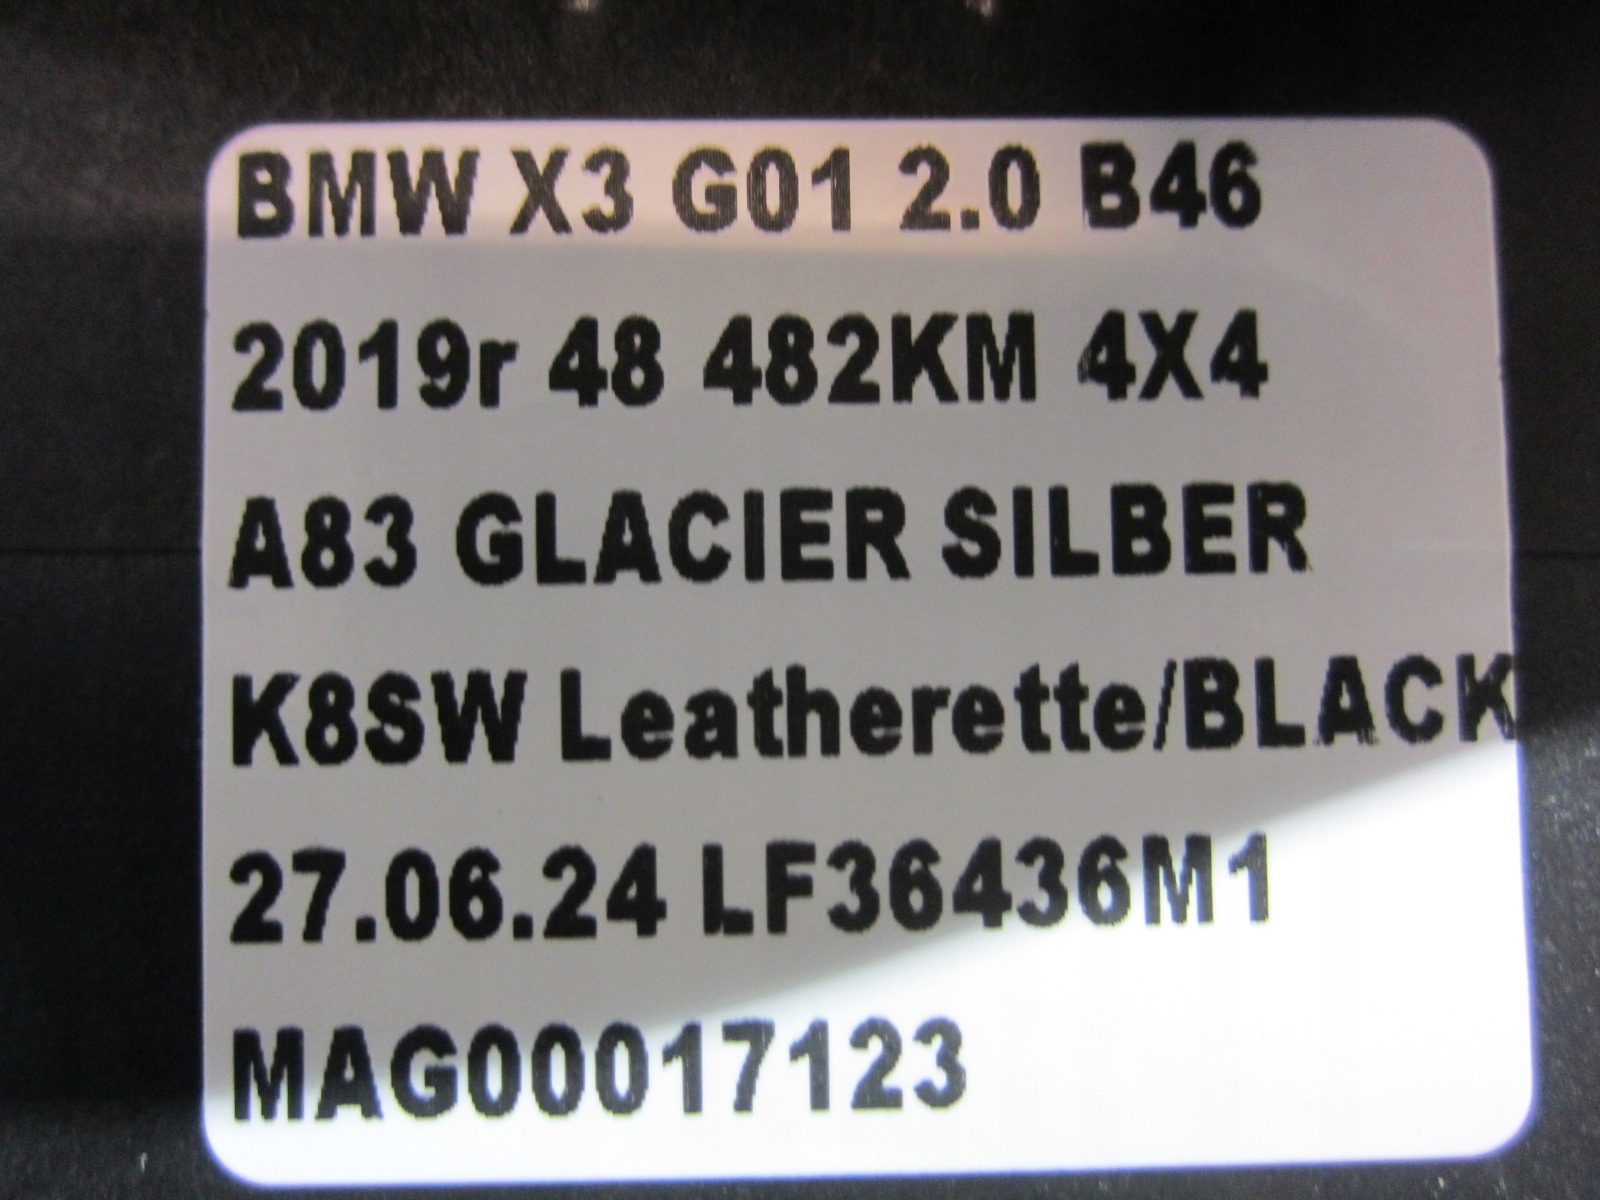 BMW X3 G01 2.0 B46
2019r 48 482KM 4X4
A83 GLACIER SILBER
K8SW Leatherette/BLACK
27.06.24 LF36436M1
MAG00017123